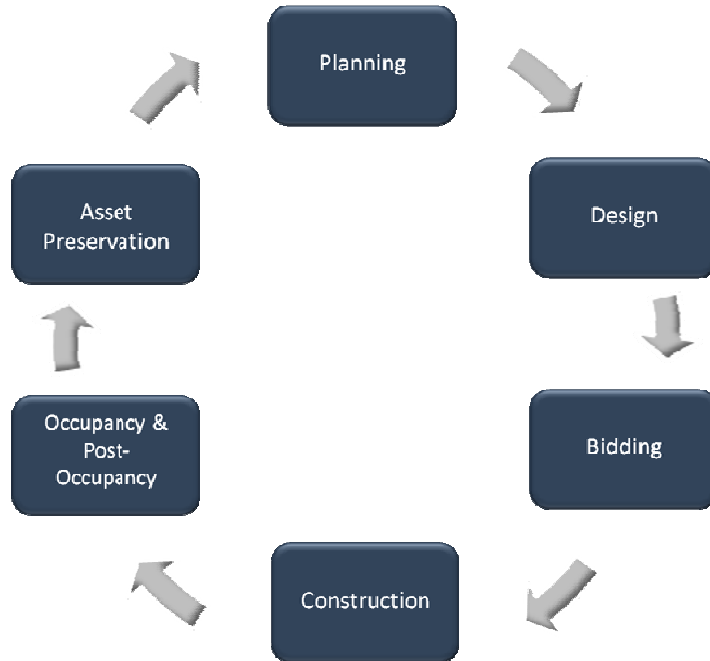 Planning
Design
Bidding
Construction
Occupancy &
Post-
Occupancy
Asset
Preservation